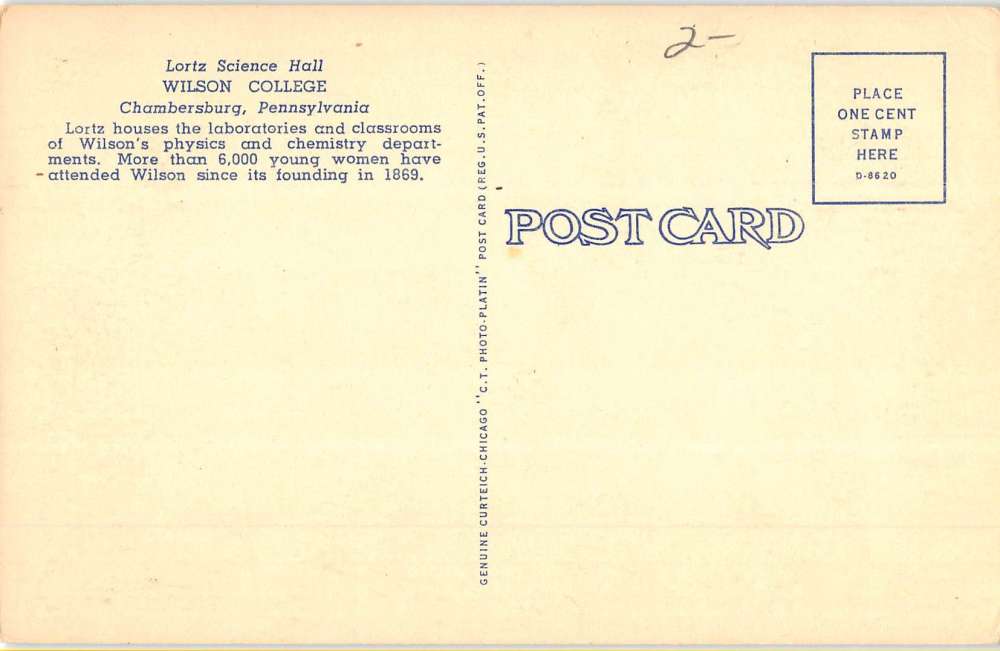 Lortz Science Hall
WILSON COLLEGE
Chambersburg, Pennsylvania
Lortz houses the laboratories and classrooms
of Wilson's physics and chemistry depart-
ments. More than 6,000 young women have
attended Wilson since its founding in 1869.
GENUINE CURTEICH-CHICAGO "C.T. PHOTO-PLATIN" POST CARD (REG. U.S. PAT. OFF.)
2-
POST CARD
PLACE
ONE CENT
STAMP
HERE
D-8620